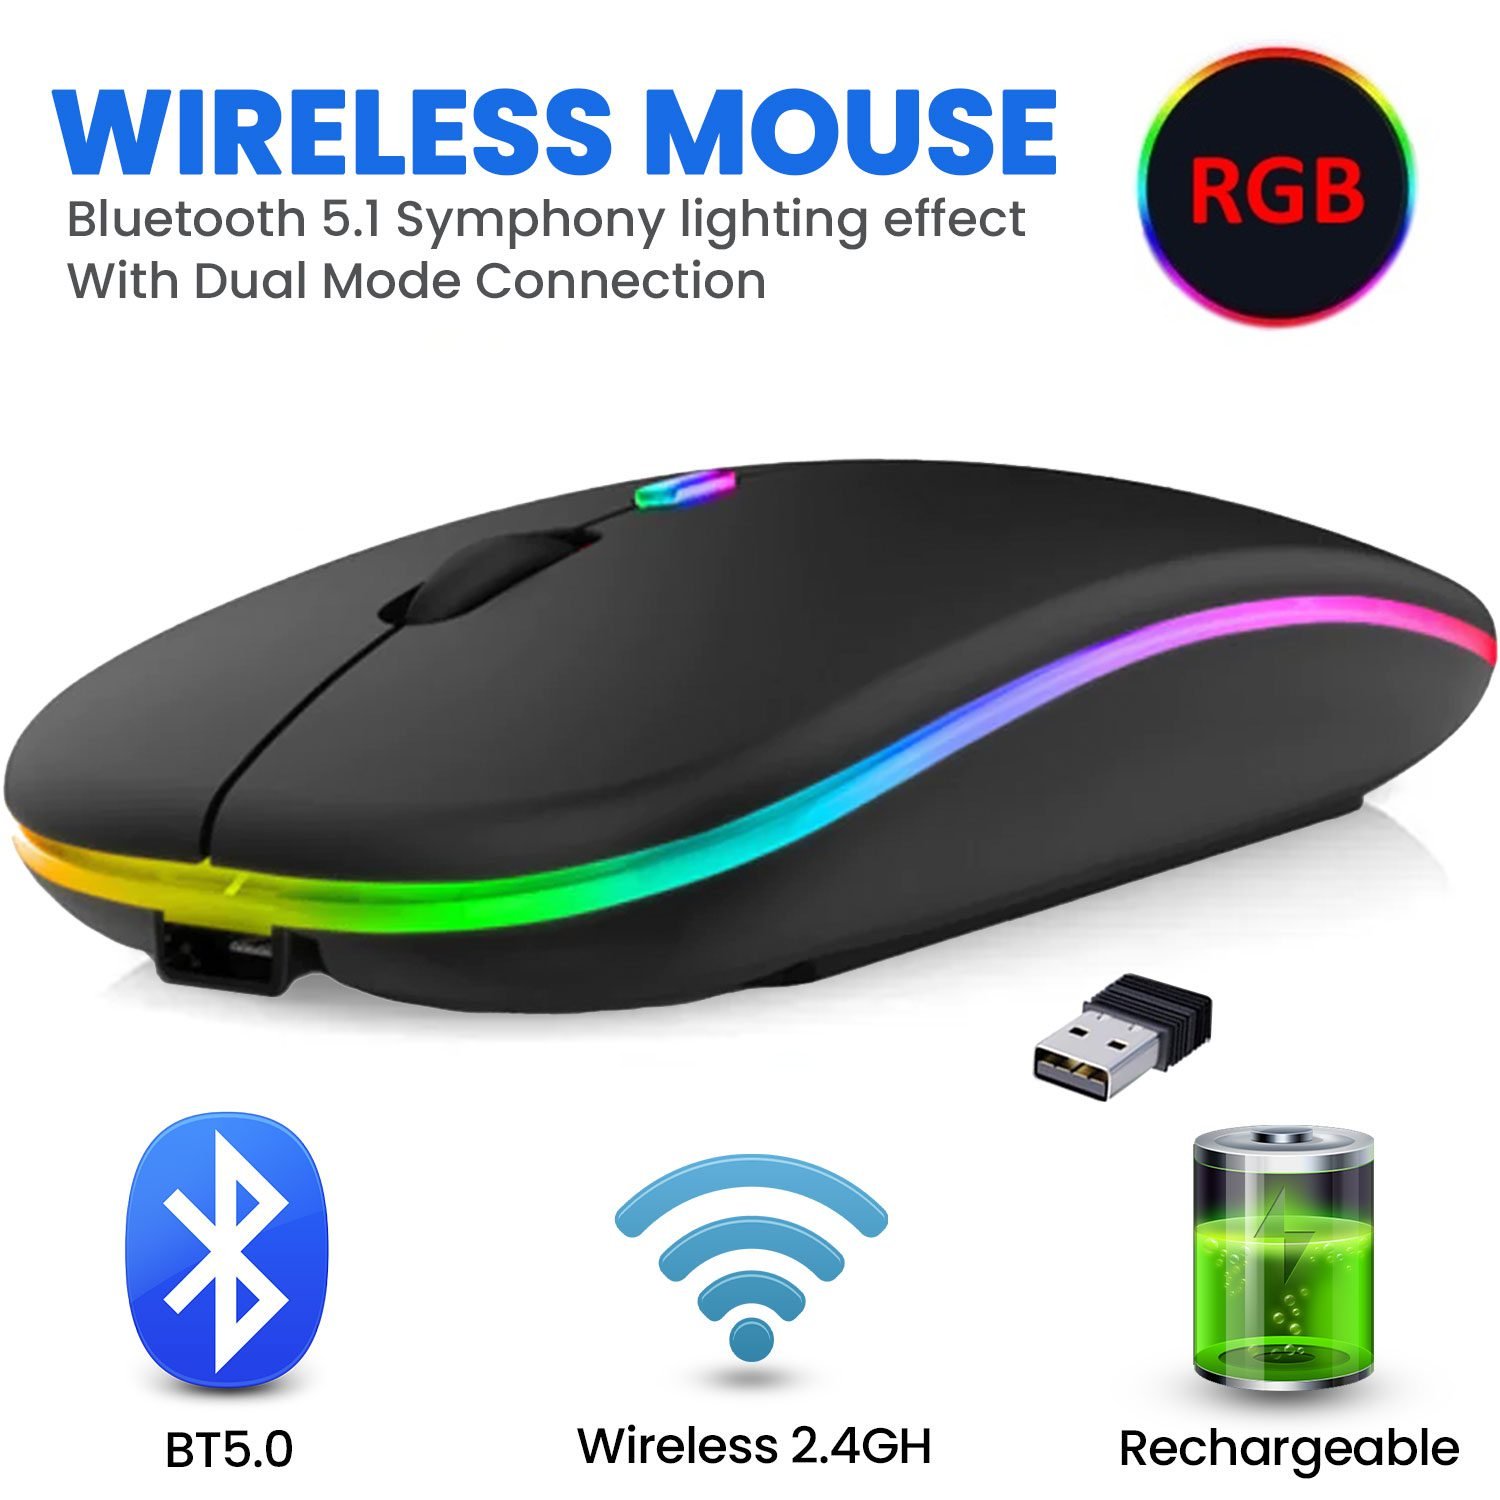 WIRELESS MOUSE
Bluetooth 5.1 Symphony lighting effect
With Dual Mode Connection
RGB
BT5.0
Wireless 2.4GH
Rechargeable